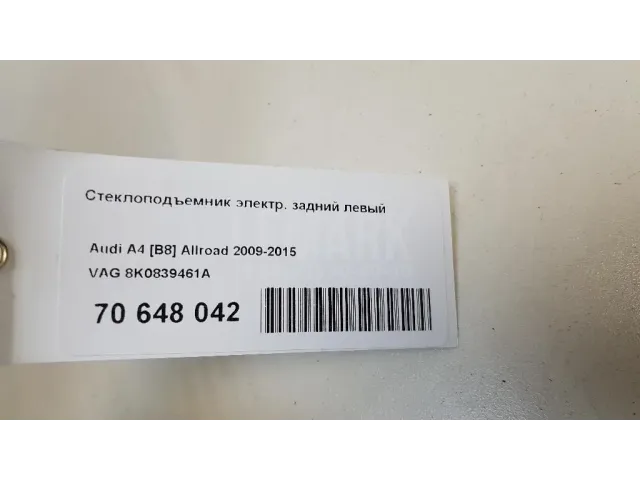 Стеклоподъемник электр. задний левый
Audi A4 [B8] Allroad 2009-2015
VAG 8K0839461A
70 648 042